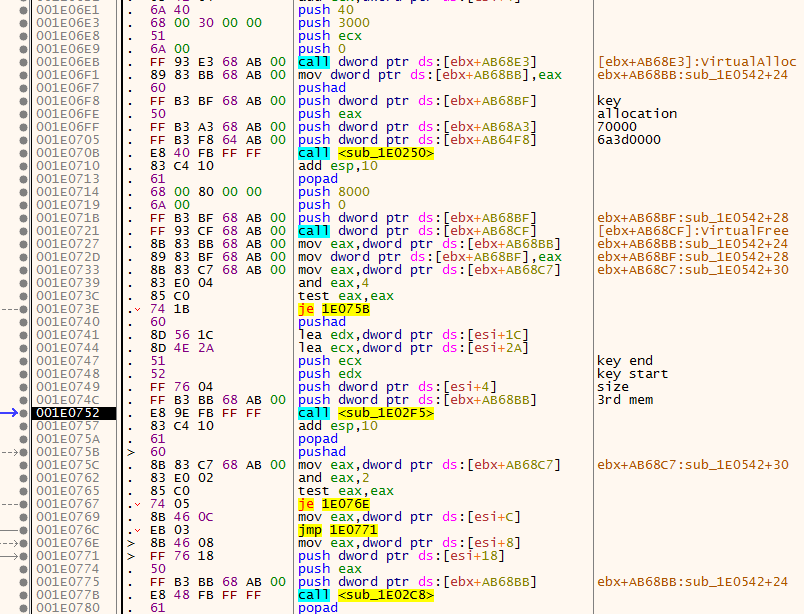 001E06E1 . 6A 40 push 40
001E06E3 . 68 00 30 00 00 push 3000
001E06E8 . 51 push ecx
001E06E9 . 6A 00 push 0
001E06EB . FF 93 E3 68 AB 00 call dword ptr ds:[ebx+AB68E3] [ebx+AB68E3]:VirtualAlloc
001E06F1 . 89 83 BB 68 AB 00 mov dword ptr ds:[ebx+AB68BB],eax ebx+AB68BB:sub_1E0542+24
001E06F7 . 60 pushad
001E06F8 . FF B3 BF 68 AB 00 push dword ptr ds:[ebx+AB68BF] key
001E06FE . 50 push eax allocation
001E06FF . FF B3 A3 68 AB 00 push dword ptr ds:[ebx+AB68A3] 70000
001E0705 . FF B3 F8 64 AB 00 push dword ptr ds:[ebx+AB64F8] 6a3d0000
001E070B . E8 40 FB FF FF call <sub_1E0250>
001E0710 . 83 C4 10 add esp,10
001E0713 . 61 popad
001E0714 . 68 00 80 00 00 push 8000
001E0719 . 6A 00 push 0
001E071B . FF B3 BF 68 AB 00 push dword ptr ds:[ebx+AB68BF] ebx+AB68BF:sub_1E0542+28
001E0721 . FF 93 CF 68 AB 00 call dword ptr ds:[ebx+AB68CF] [ebx+AB68CF]:VirtualFree
001E0727 . 8B 83 BB 68 AB 00 mov eax,dword ptr ds:[ebx+AB68BB] ebx+AB68BB:sub_1E0542+24
001E072D . 89 83 BF 68 AB 00 mov dword ptr ds:[ebx+AB68BF],eax ebx+AB68BF:sub_1E0542+28
001E0733 . 8B 83 C7 68 AB 00 mov eax,dword ptr ds:[ebx+AB68C7] ebx+AB68C7:sub_1E0542+30
001E0739 . 83 E0 04 and eax,4
001E073C . 85 C0 test eax,eax
001E073E . 74 1B je 1E075B
001E0740 . 60 pushad
001E0741 . 8D 56 1C lea edx,dword ptr ds:[esi+1C]
001E0744 . 8D 4E 2A lea ecx,dword ptr ds:[esi+2A]
001E0747 . 51 push ecx key end
001E0748 . 52 push edx key start
001E0749 . FF 76 04 push dword ptr ds:[esi+4] size
001E074C . FF B3 BB 68 AB 00 push dword ptr ds:[ebx+AB68BB] 3rd mem
001E0752 . E8 9E FB FF FF call <sub_1E02F5>
001E0757 . 83 C4 10 add esp,10
001E075A . 61 popad
001E075B > 60 pushad
001E075C . 8B 83 C7 68 AB 00 mov eax,dword ptr ds:[ebx+AB68C7] ebx+AB68C7:sub_1E0542+30
001E0762 . 83 E0 02 and eax,2
001E0765 . 85 C0 test eax,eax
001E0767 . 74 05 je 1E076E
001E0769 . 8B 46 0C mov eax,dword ptr ds:[esi+C]
001E076C . EB 03 jmp 1E0771
001E076E > 8B 46 08 mov eax,dword ptr ds:[esi+8]
001E0771 > FF 76 18 push dword ptr ds:[esi+18]
001E0774 . 50 push eax
001E0775 . FF B3 BB 68 AB 00 push dword ptr ds:[ebx+AB68BB] ebx+AB68BB:sub_1E0542+24
001E077B . E8 48 FB FF FF call <sub_1E02C8>
001E0780 . 61 popad